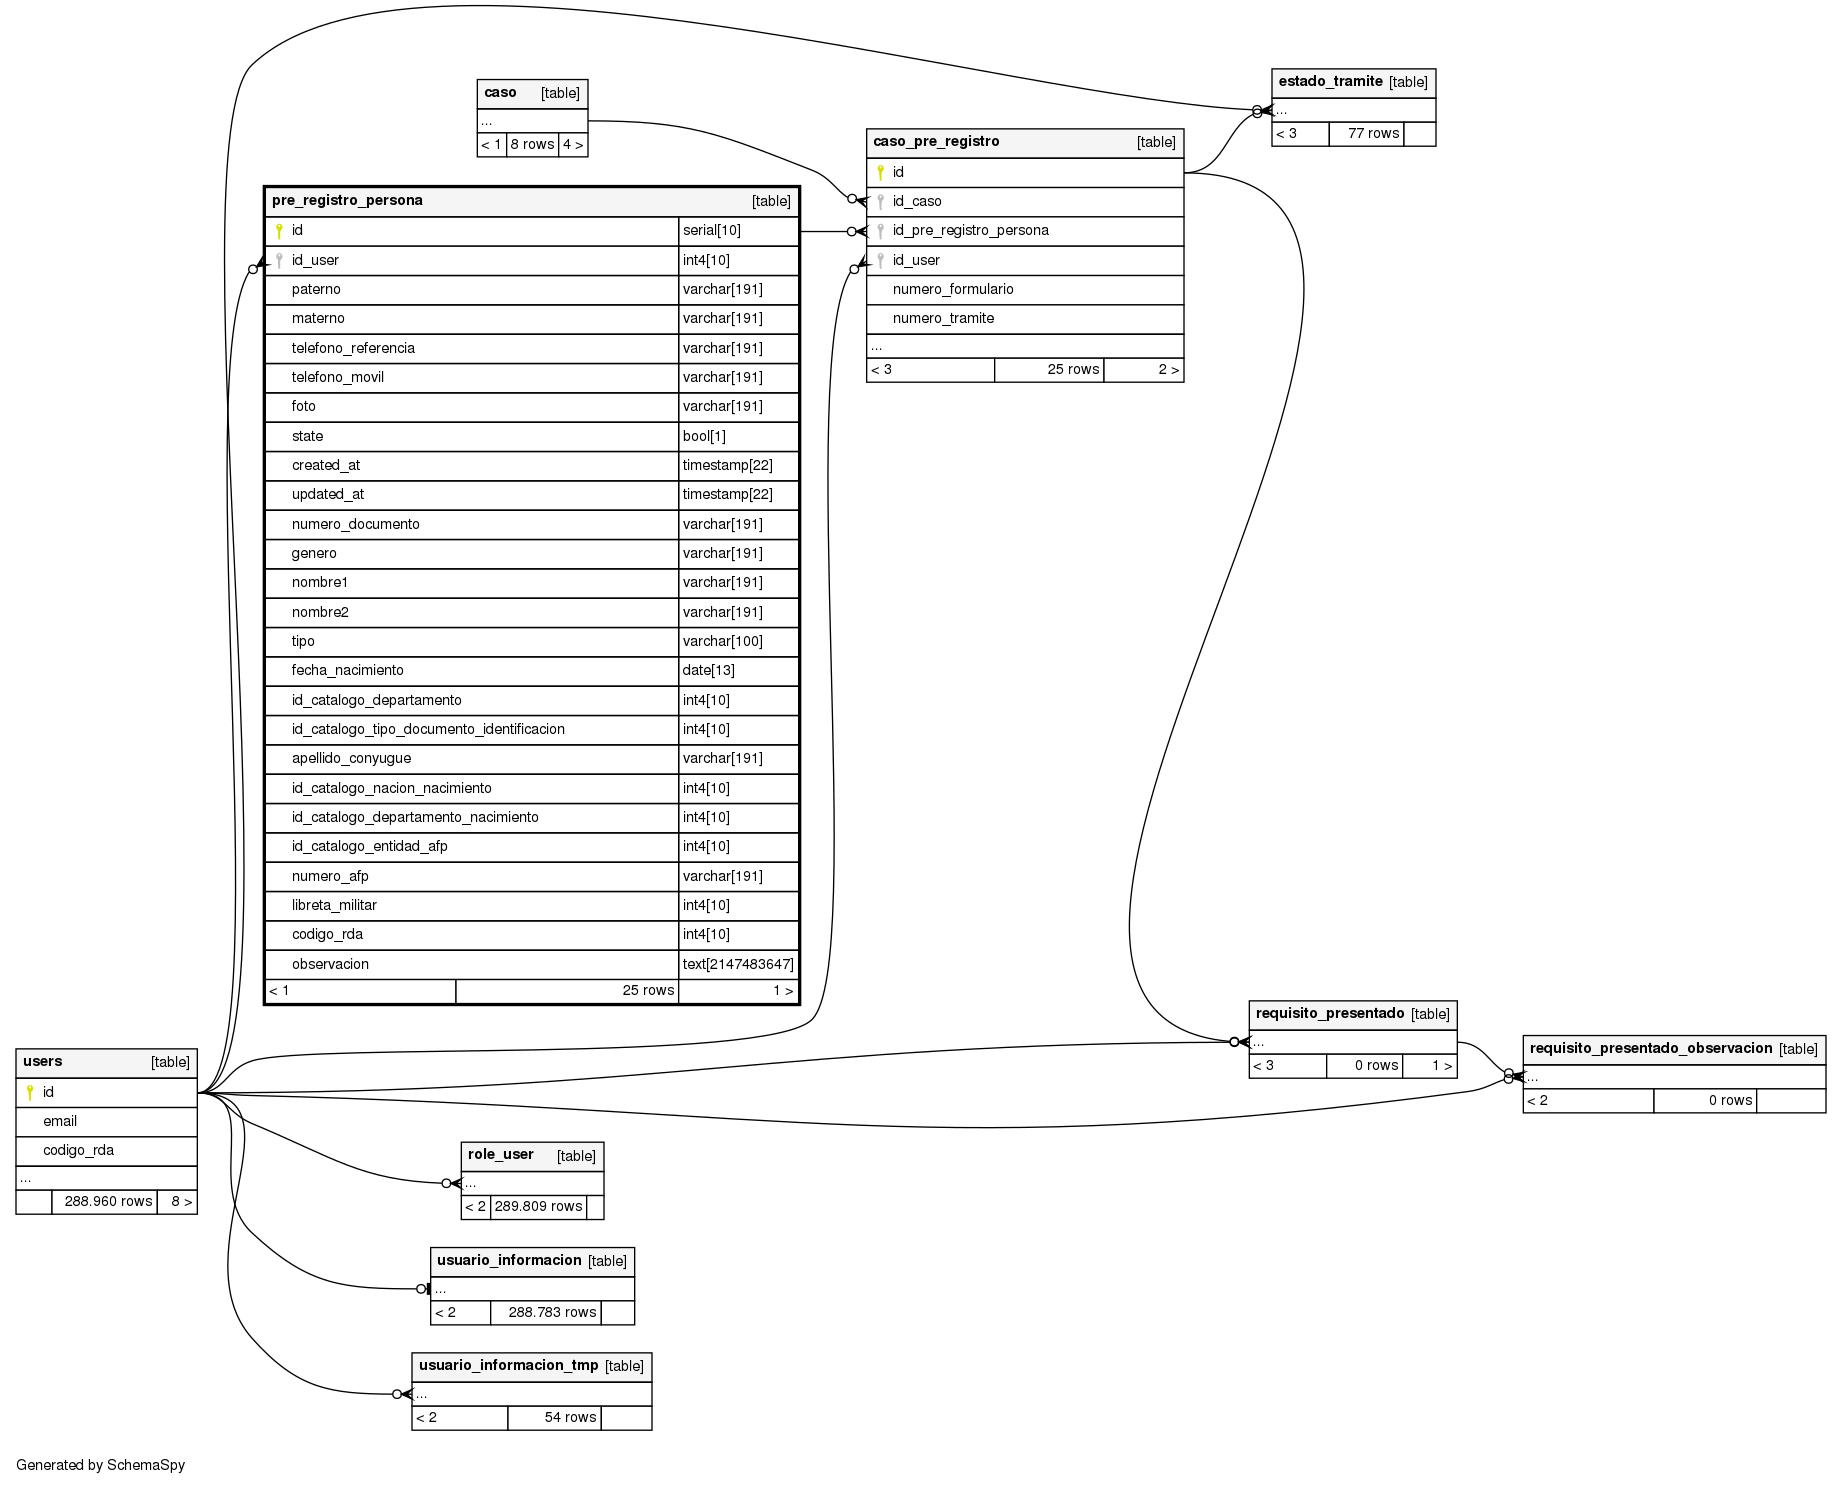 caso [table]
...
< 1 8 rows 4 >
estado_tramite [table]
...
< 3 77 rows
caso_pre_registro [table]
id
id_caso
id_pre_registro_persona
id_user
numero_formulario
numero_tramite
...
< 3 25 rows 2 >
pre_registro_persona [table]
id serial[10]
id_user int4[10]
paterno varchar[191]
materno varchar[191]
telefono_referencia varchar[191]
telefono_movil varchar[191]
foto varchar[191]
state bool[1]
created_at timestamp[22]
updated_at timestamp[22]
numero_documento varchar[191]
genero varchar[191]
nombre1 varchar[191]
nombre2 varchar[191]
tipo varchar[100]
fecha_nacimiento date[13]
id_catalogo_departamento int4[10]
id_catalogo_tipo_documento_identificacion int4[10]
apellido_conyugue varchar[191]
id_catalogo_nacion_nacimiento int4[10]
id_catalogo_departamento_nacimiento int4[10]
id_catalogo_entidad_afp int4[10]
numero_afp varchar[191]
libreta_militar int4[10]
codigo_rda int4[10]
observacion text[2147483647]
< 1 25 rows 1 >
requisito_presentado [table]
...
< 3 0 rows 1 >
requisito_presentado_observacion [table]
...
< 2 0 rows
users [table]
id
email
codigo_rda
...
288.960 rows 8 >
role_user [table]
...
< 2 289.809 rows
usuario_informacion [table]
...
< 2 288.783 rows
usuario_informacion_tmp [table]
...
< 2 54 rows
Generated by SchemaSpy